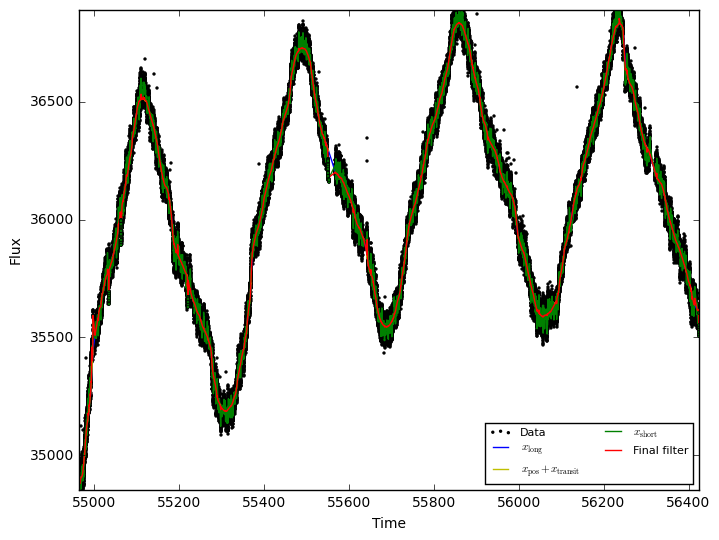 36500
36000
35500
35000
Flux
55000 55200 55400 55600 55800 56000 56200 56400
Time
Data
x_long
x_pos + x_transit
x_short
Final filter